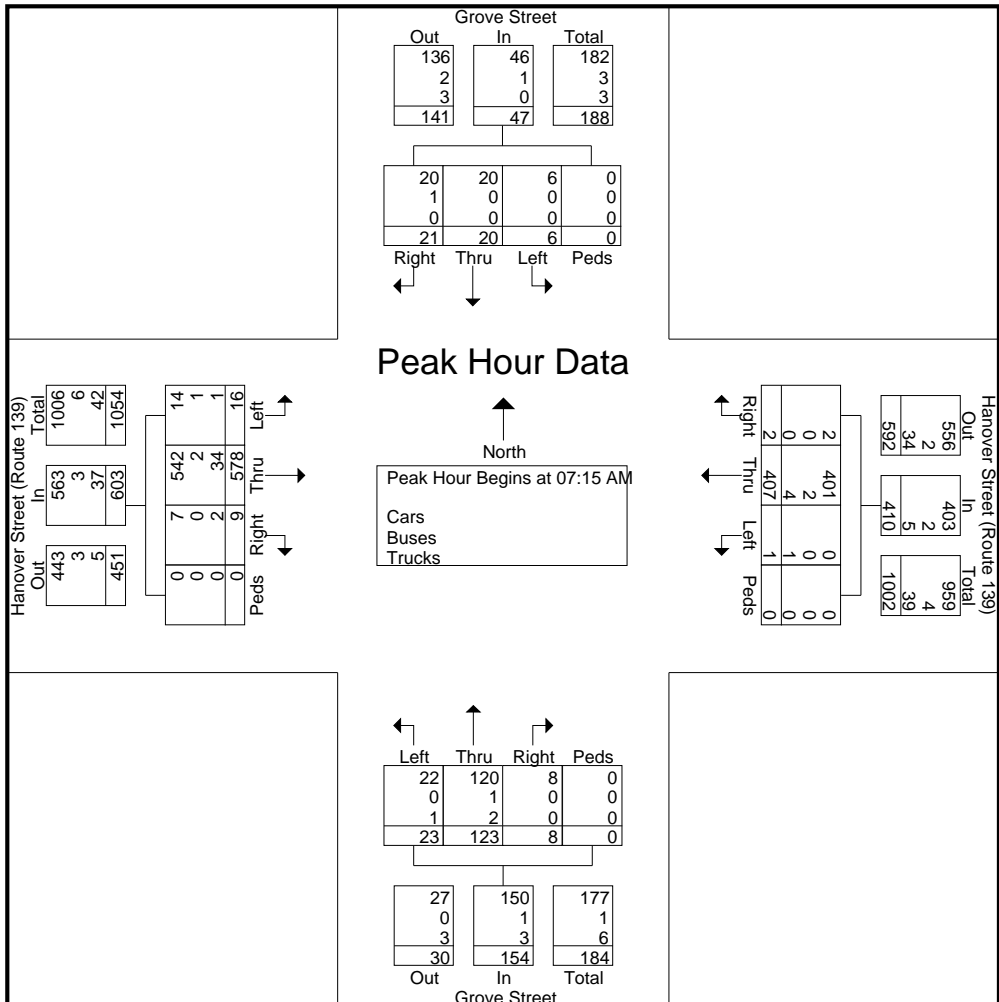 Grove Street
Out In Total
136 46 182
2 1 3
3 0 3
141 47 188
20 20 6 0
1 0 0 0
0 0 0 0
21 20 6 0
Right Thru Left Peds
Peak Hour Data
North
Peak Hour Begins at 07:15 AM
Cars
Buses
Trucks
Hanover Street (Route 139)
Total In Out
1006 563 443
6 3 3
42 37 5
1054 603 451
14 542 7 0
1 2 0 0
1 34 2 0
16 578 9 0
Left Thru Right Peds
Right Thru Left Peds
2 407 1 0
0 4 1 0
0 2 0 0
2 401 0 0
592 410 1002
34 5 39
2 2 4
556 403 959
Out In Total
Hanover Street (Route 139)
Left Thru Right Peds
22 120 8 0
0 1 0 0
1 2 0 0
23 123 8 0
27 150 177
0 1 1
3 3 6
30 154 184
Out In Total
Grove Street